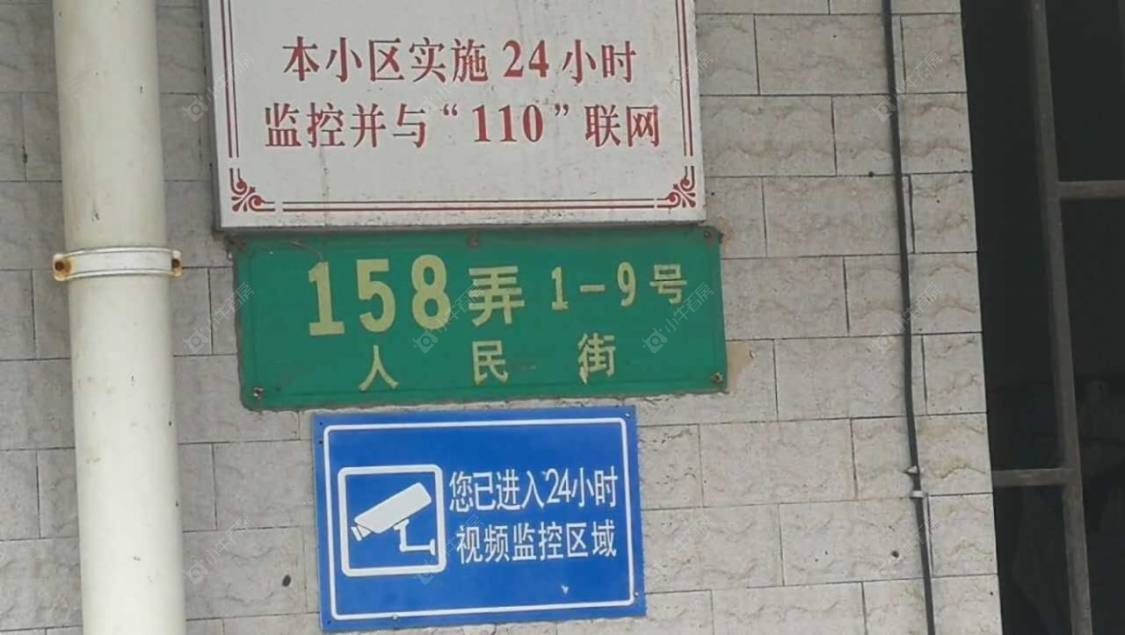 本小区实施24小时
监控并与“110”联网
158弄 1-9号
人民街
您已进入24小时
视频监控区域